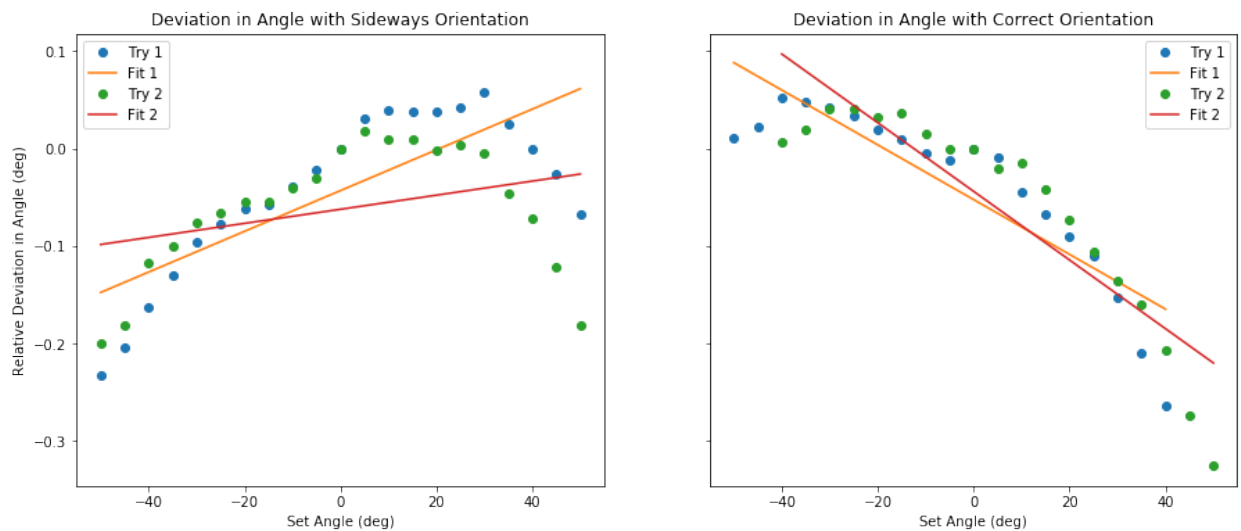 Deviation in Angle with Sideways Orientation
Try 1
Fit 1
Try 2
Fit 2
0.1
0.0
−0.1
−0.2
−0.3
Relative Deviation in Angle (deg)
−40 −20 0 20 40
Set Angle (deg)
Deviation in Angle with Correct Orientation
Try 1
Fit 1
Try 2
Fit 2
−40 −20 0 20 40
Set Angle (deg)